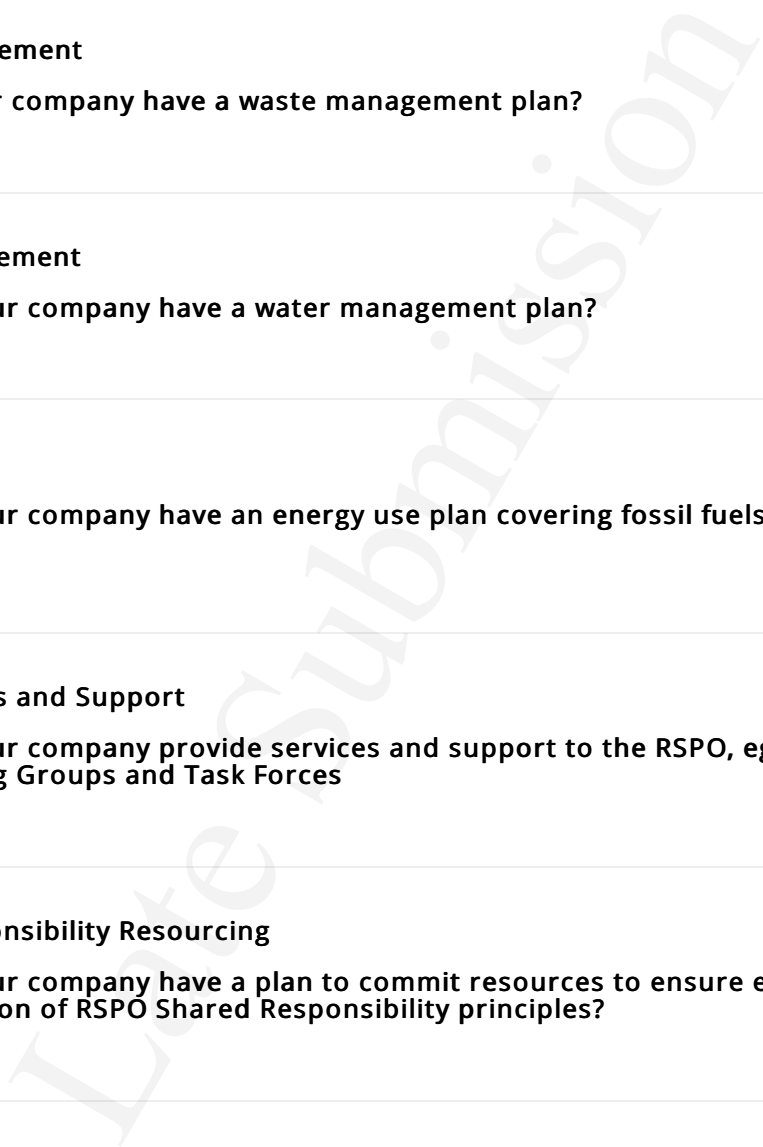 ement
r company have a waste management plan?
ement
ur company have a water management plan?
ur company have an energy use plan covering fossil fuels
s and Support
ur company provide services and support to the RSPO, eg
g Groups and Task Forces
onsibility Resourcing
ur company have a plan to commit resources to ensure e
on of RSPO Shared Responsibility principles?
Late Submission